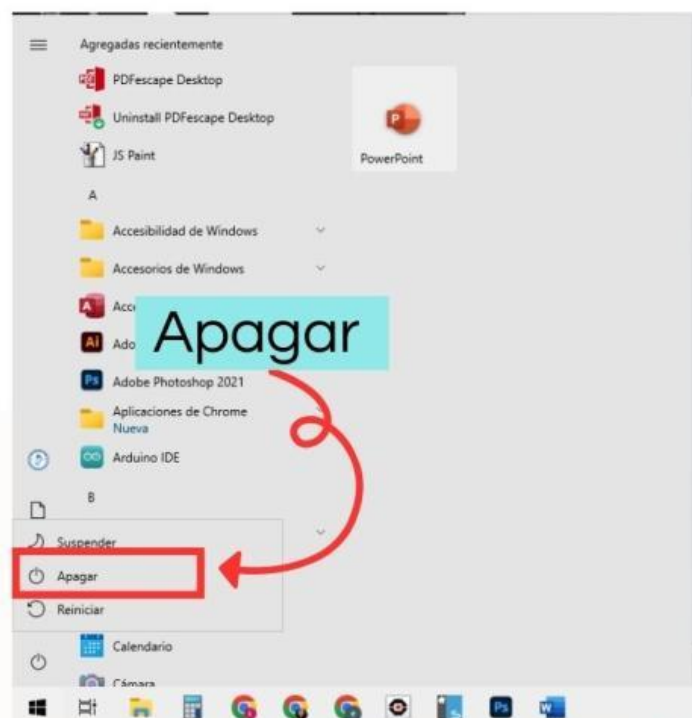 Agregadas recientemente
PDFescape Desktop
Uninstall PDFescape Desktop
JS Paint
PowerPoint
A
Accesibilidad de Windows
Accesorios de Windows
Apagar
Adobe Photoshop 2021
Aplicaciones de Chrome
Nueva
Arduino IDE
B
Suspender
Apagar
Reiniciar
Calendario
Cámara